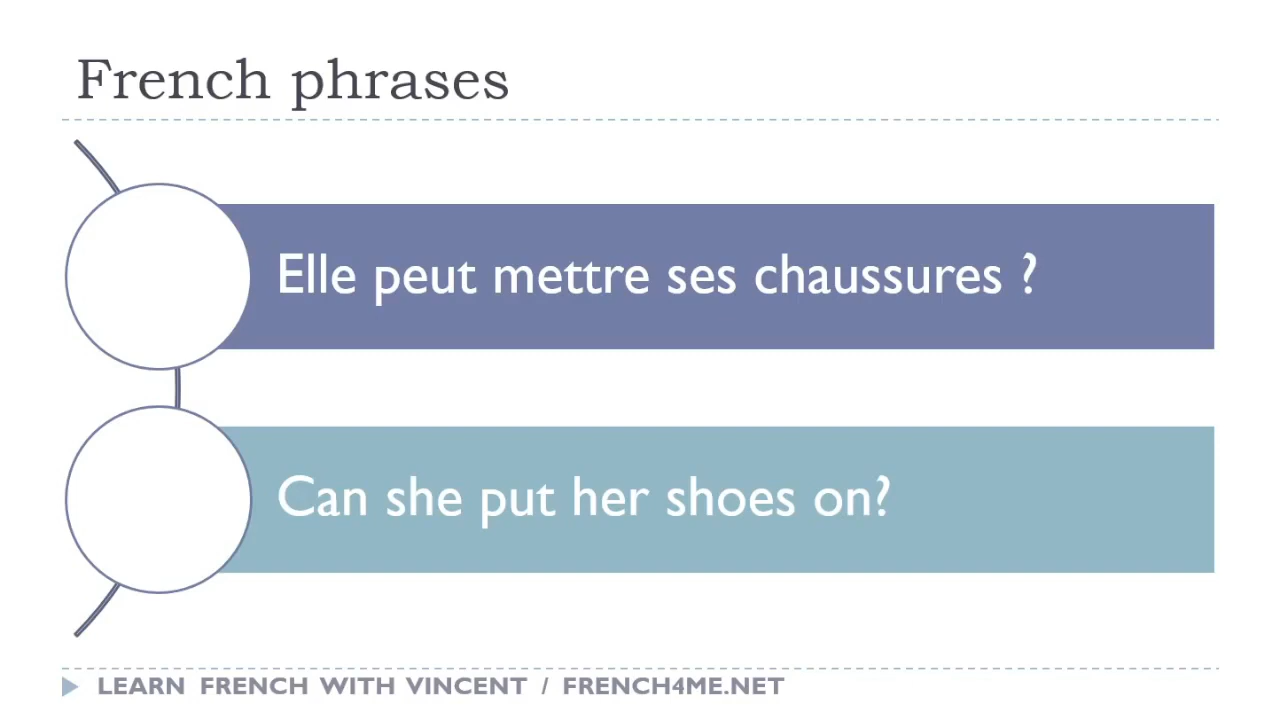 French phrases
Elle peut mettre ses chaussures ?
Can she put her shoes on?
LEARN FRENCH WITH VINCENT / FRENCH4ME.NET